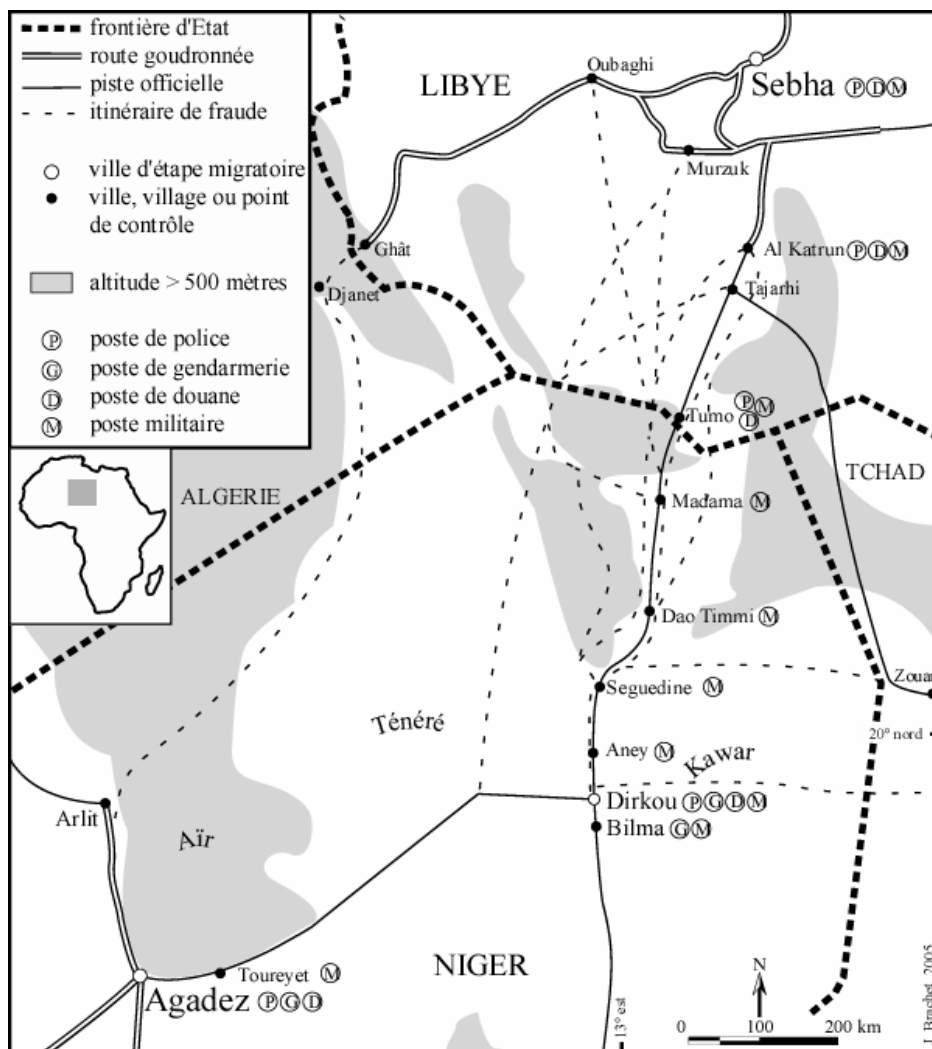 frontière d'Etat
route goudronnée
piste officielle
itinéraire de fraude
ville d'étape migratoire
ville, village ou point
de contrôle
altitude > 500 mètres
P poste de police
G poste de gendarmerie
D poste de douane
M poste militaire
LIBYE
Oubaghi
Sebha P D M
Murzuk
Ghât
Al Katrun P D M
Djanet
Tajarhi
Tumo P M D
TCHAD
ALGERIE
Madama M
Dao Timmi M
Seguedine M
Zouar
Ténéré
20° nord
Aney M
Kawar
Dirkou P G D M
Arlit
Bilma G M
Aïr
NIGER
Toureyet M
Agadez P G D
N
13° est
0 100 200 km
J. Brachet, 2005